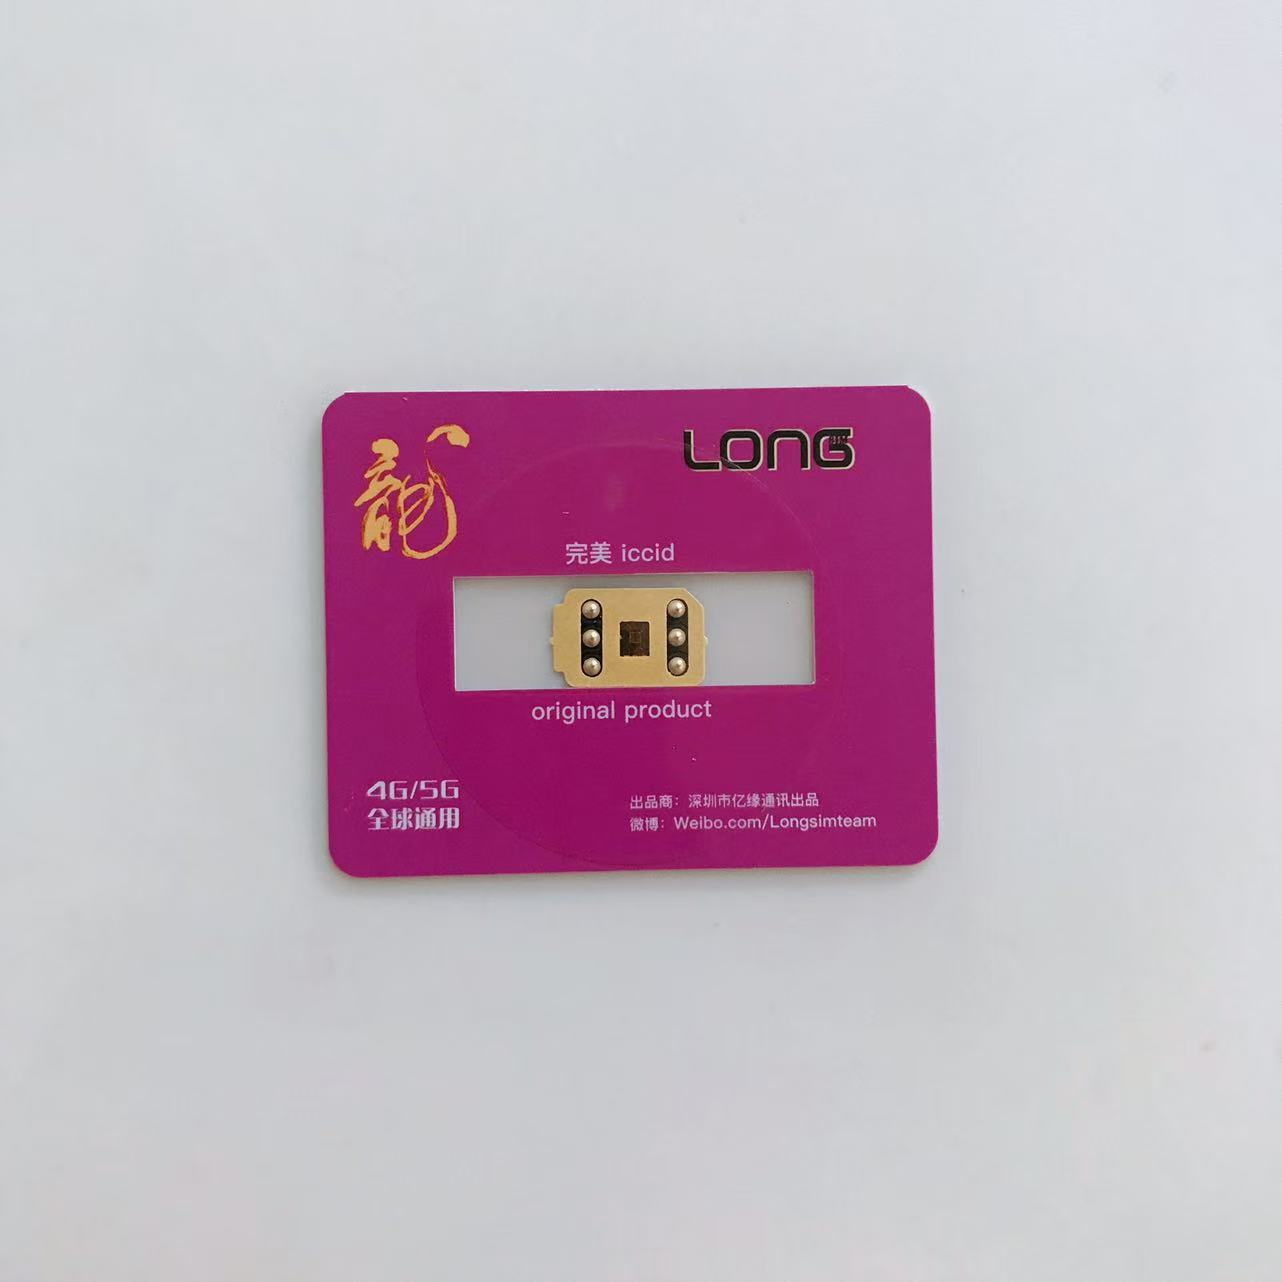 龍
LONG
完美 iccid
original product
4G/5G
全球通用
出品商：深圳市亿缘通讯出品
微博：Weibo.com/Longsimteam